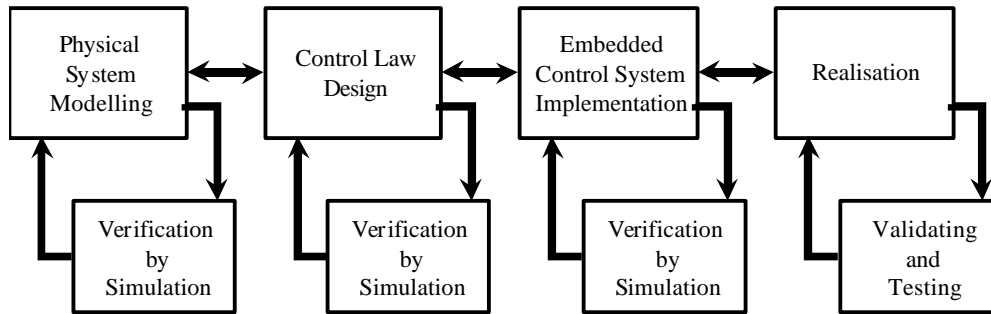 Physical
System
Modelling
Control Law
Design
Embedded
Control System
Implementation
Realisation
Verification
by
Simulation
Verification
by
Simulation
Verification
by
Simulation
Validating
and
Testing